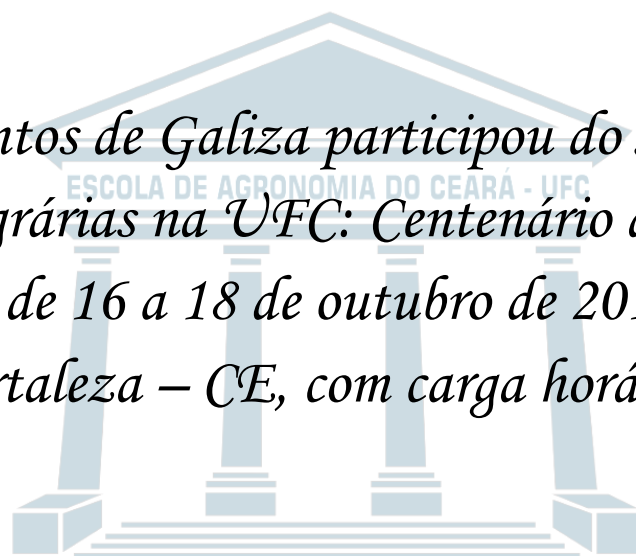 ntos de Galiza participou do
ESCOLA DE AGRONOMIA DO CEARÁ - UFC
grárias na UFC: Centenário
de 16 a 18 de outubro de 201
rtaleza – CE, com carga horá